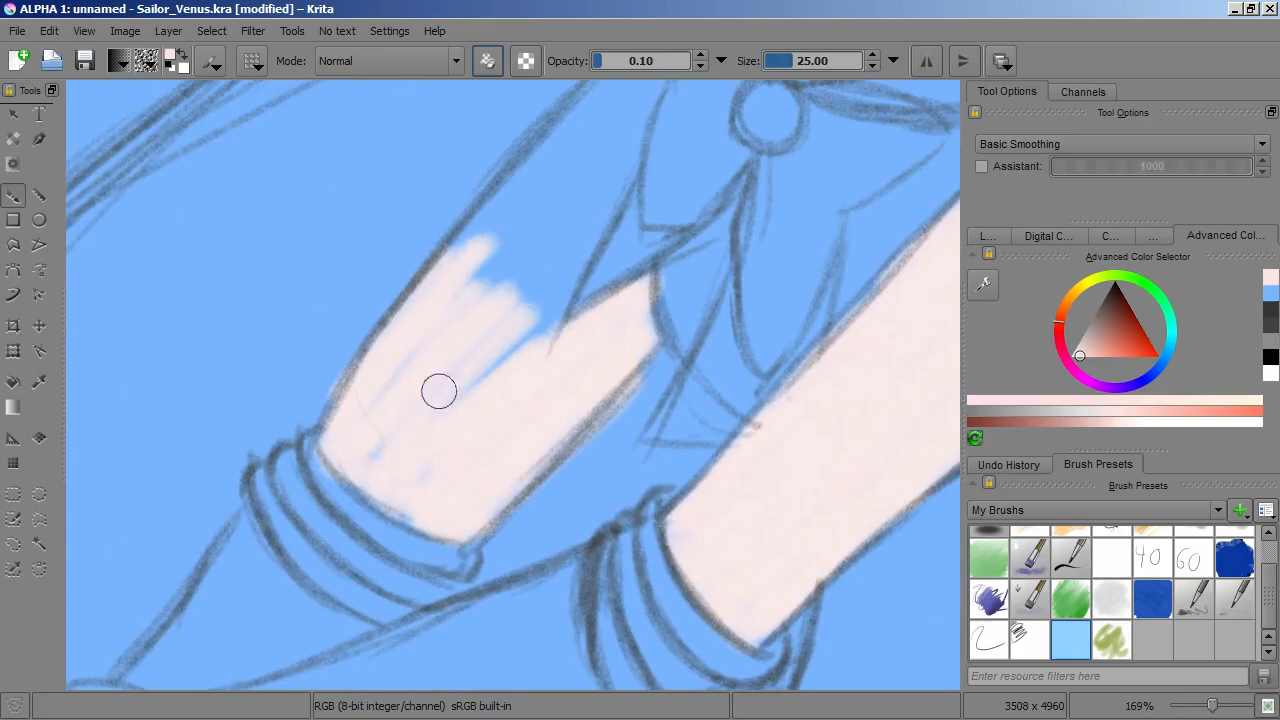 ALPHA 1: unnamed - Sailor_Venus.kra [modified] – Krita
File Edit View Image Layer Select Filter Tools No text Settings Help
Mode: Normal Opacity: 0.10 Size: 25.00
Tools
Tool Options Channels
Tool Options
Basic Smoothing
Assistant: 1000
L... Digital C... C... ... Advanced Col...
Advanced Color Selector
Undo History Brush Presets
Brush Presets
My Brushes
40 60
Enter resource filters here
RGB (8-bit integer/channel) sRGB built-in 3508 x 4960 169%